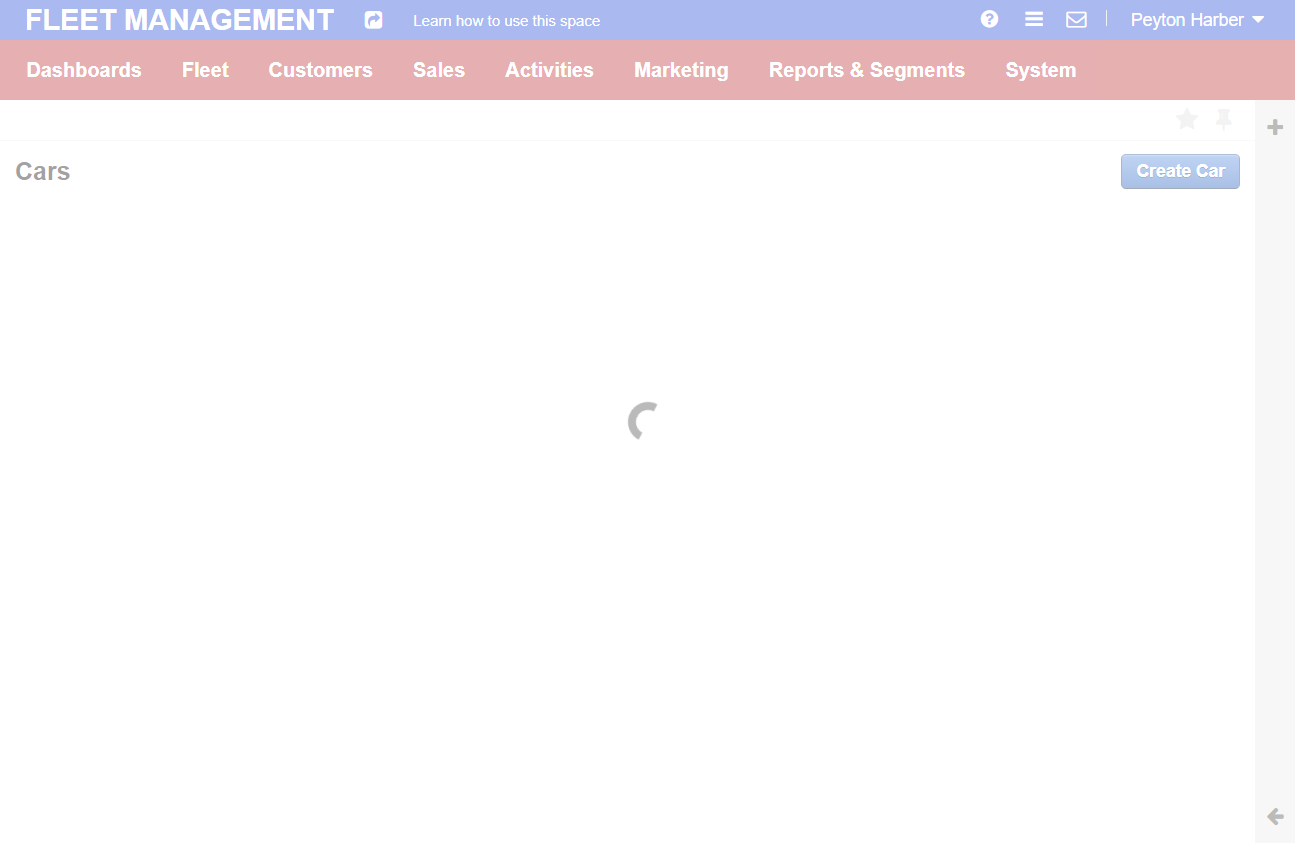 FLEET MANAGEMENT Learn how to use this space Peyton Harber
Dashboards Fleet Customers Sales Activities Marketing Reports & Segments System
Cars Create Car